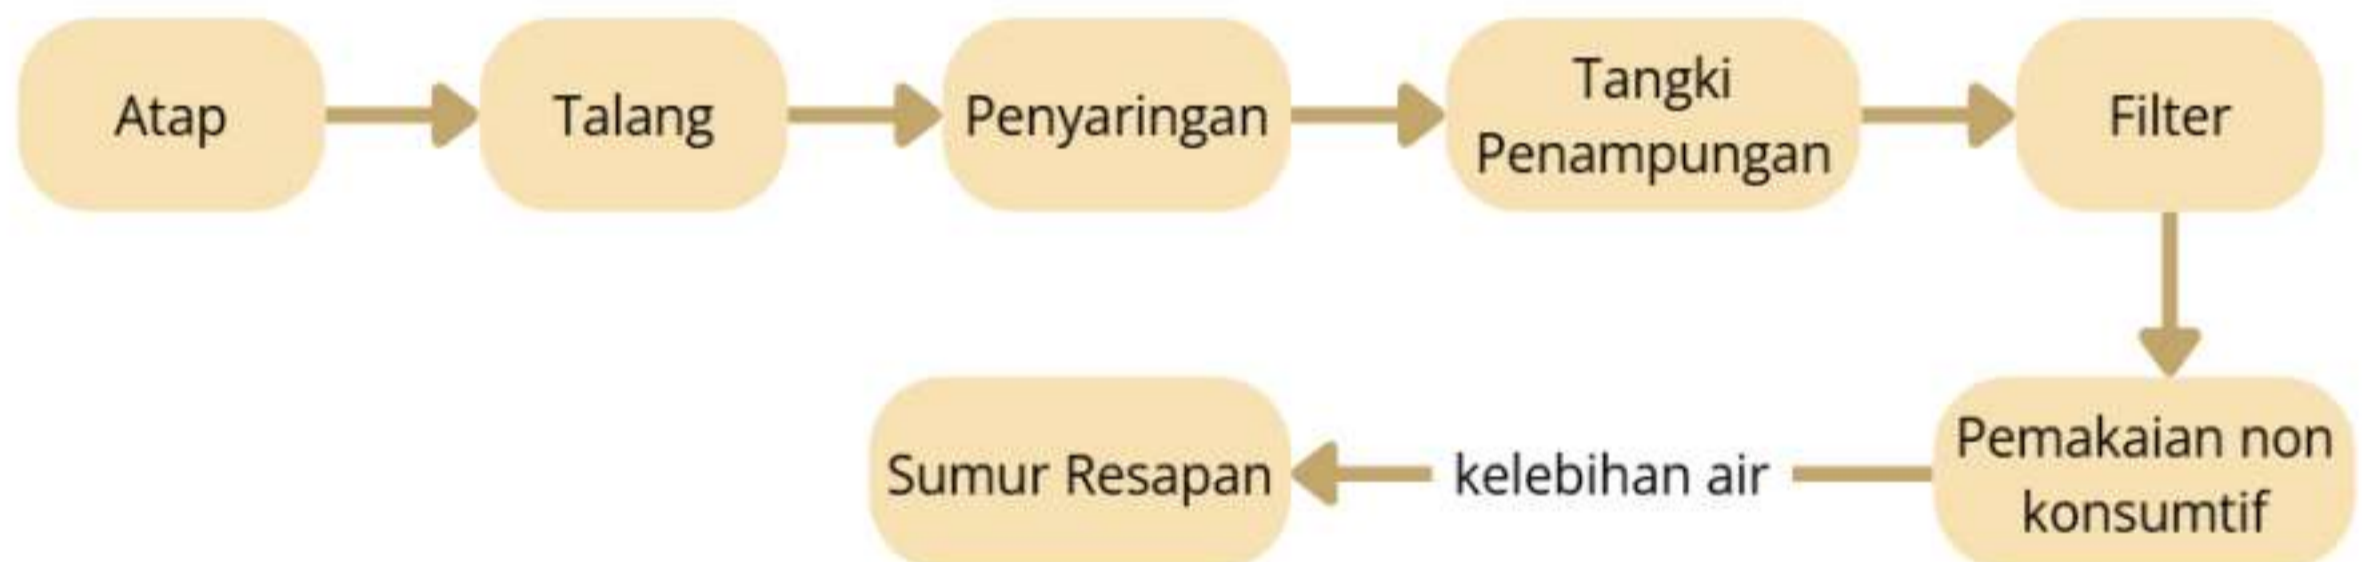 Atap
Talang
Penyaringan
Tangki
Penampungan
Filter
Pemakaian non
konsumtif
kelebihan air
Sumur Resapan